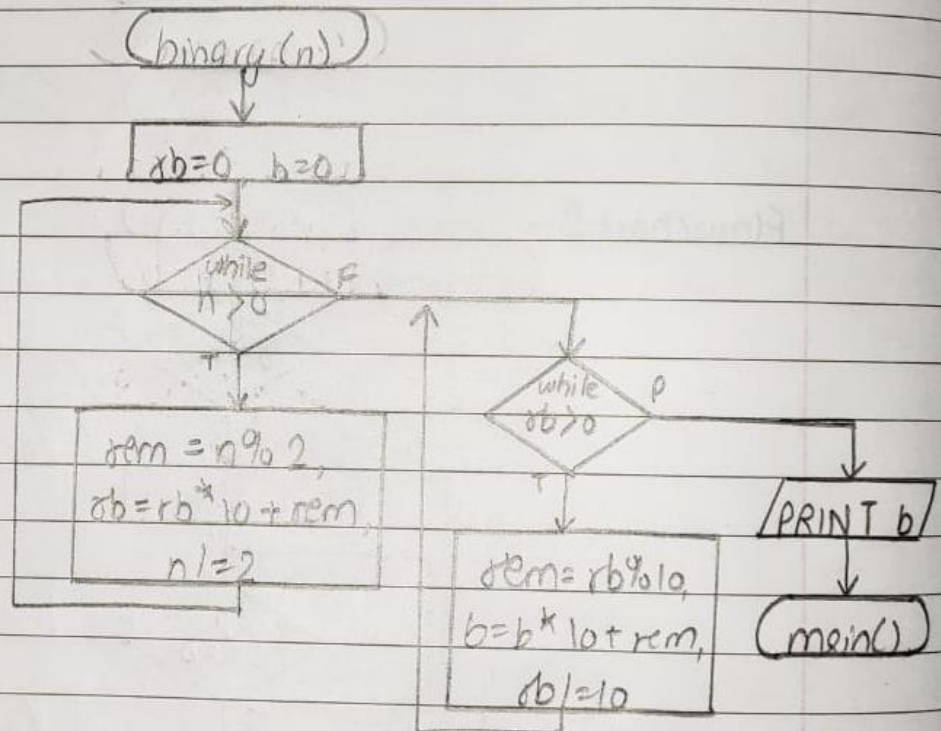 binary(n)
rb=0 b=0
while
n>0
F
T
rem = n%2,
rb=rb*10+rem,
n/=2
while
rb>0
F
T
rem=rb%10,
b=b*10+rem,
rb/=10
PRINT b
main()